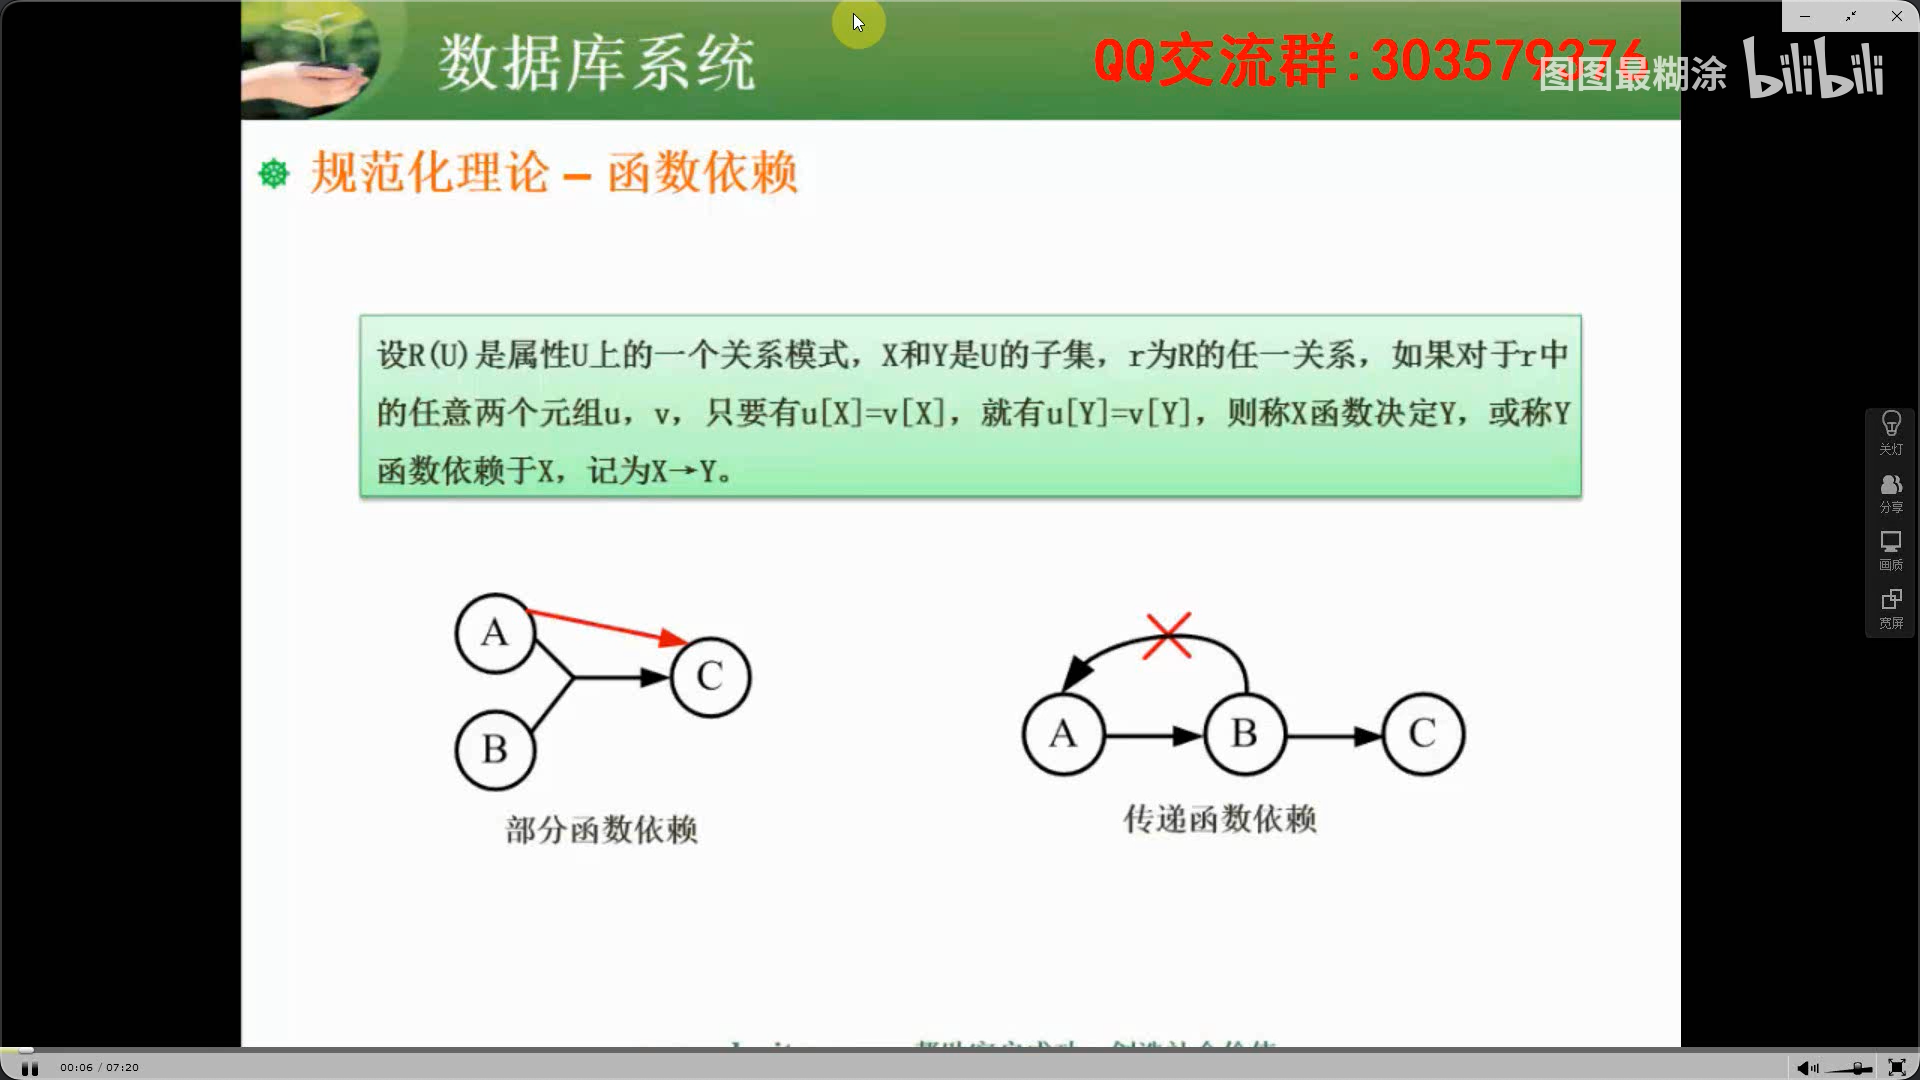 数据库系统
QQ交流群:303579376
图图最糊涂 bilibili
规范化理论 – 函数依赖
设R(U)是属性U上的一个关系模式，X和Y是U的子集，r为R的任一关系，如果对于r中
的任意两个元组u，v，只要有u[X]=v[X]，就有u[Y]=v[Y]，则称X函数决定Y，或称Y
函数依赖于X，记为X→Y。
A
B
C
部分函数依赖
A
B
C
传递函数依赖
关灯
分享
画质
宽屏
00:06 / 07:20